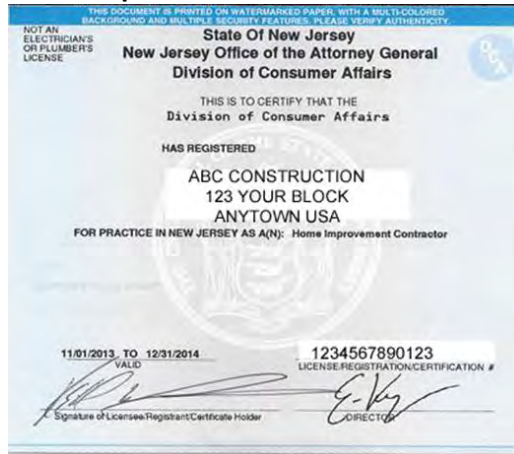 THIS DOCUMENT IS PRINTED ON WATERMARKED PAPER, WITH A MULTI-COLORED
BACKGROUND AND MULTIPLE SECURITY FEATURES. PLEASE VERIFY AUTHENTICITY.
NOT AN
ELECTRICIAN'S
OR PLUMBER'S
LICENSE
State Of New Jersey
New Jersey Office of the Attorney General
Division of Consumer Affairs
DCA
THIS IS TO CERTIFY THAT THE
Division of Consumer Affairs
HAS REGISTERED
ABC CONSTRUCTION
123 YOUR BLOCK
ANYTOWN USA
FOR PRACTICE IN NEW JERSEY AS A(N): Home Improvement Contractor
11/01/2013 TO 12/31/2014
VALID
1234567890123
LICENSE/REGISTRATION/CERTIFICATION #
Signature of Licensee/Registrant/Certificate Holder
DIRECTOR